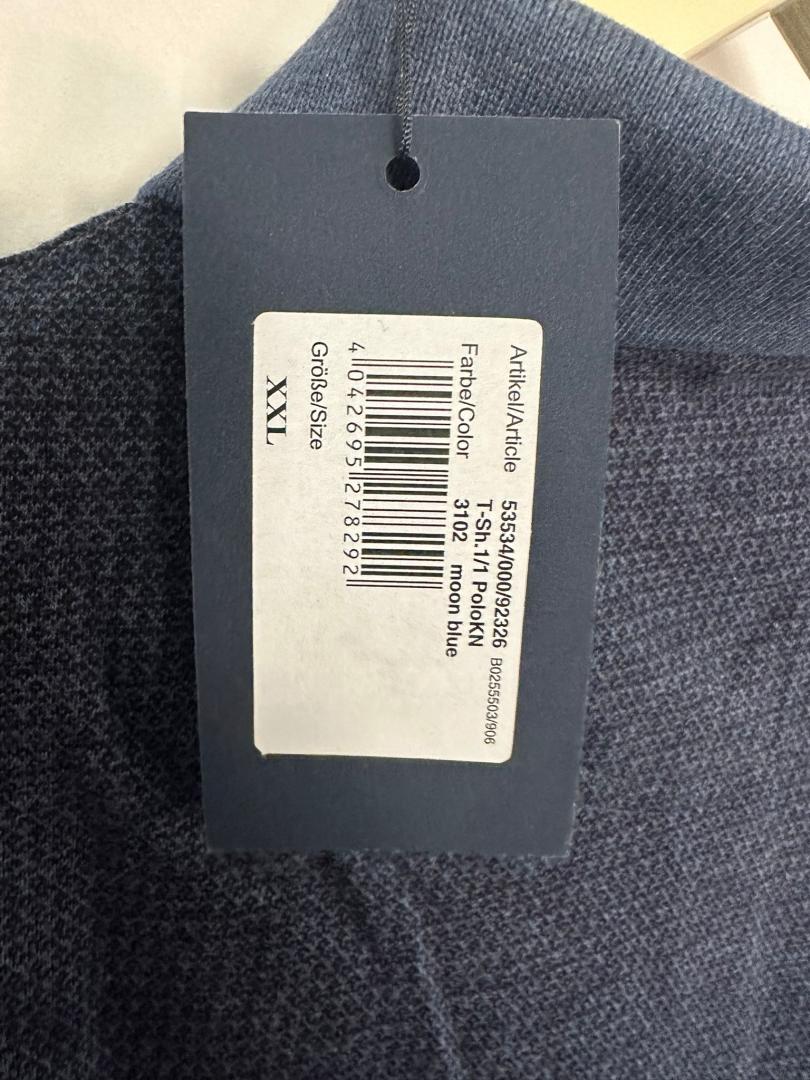 Artikel/Article 53534/000/92326 B0255503/906
T-Sh.1/1 PoloKN
Farbe/Color 3102 moon blue
4 042695 278292
Größe/Size
XXL